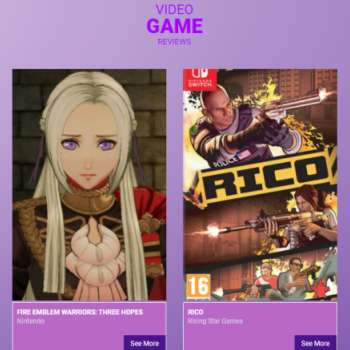 VIDEO
GAME
REVIEWS
NINTENDO
SWITCH
POLICE
RICO
16
FIRE EMBLEM WARRIORS: THREE HOPES
Nintendo
See More
RICO
Rising Star Games
See More